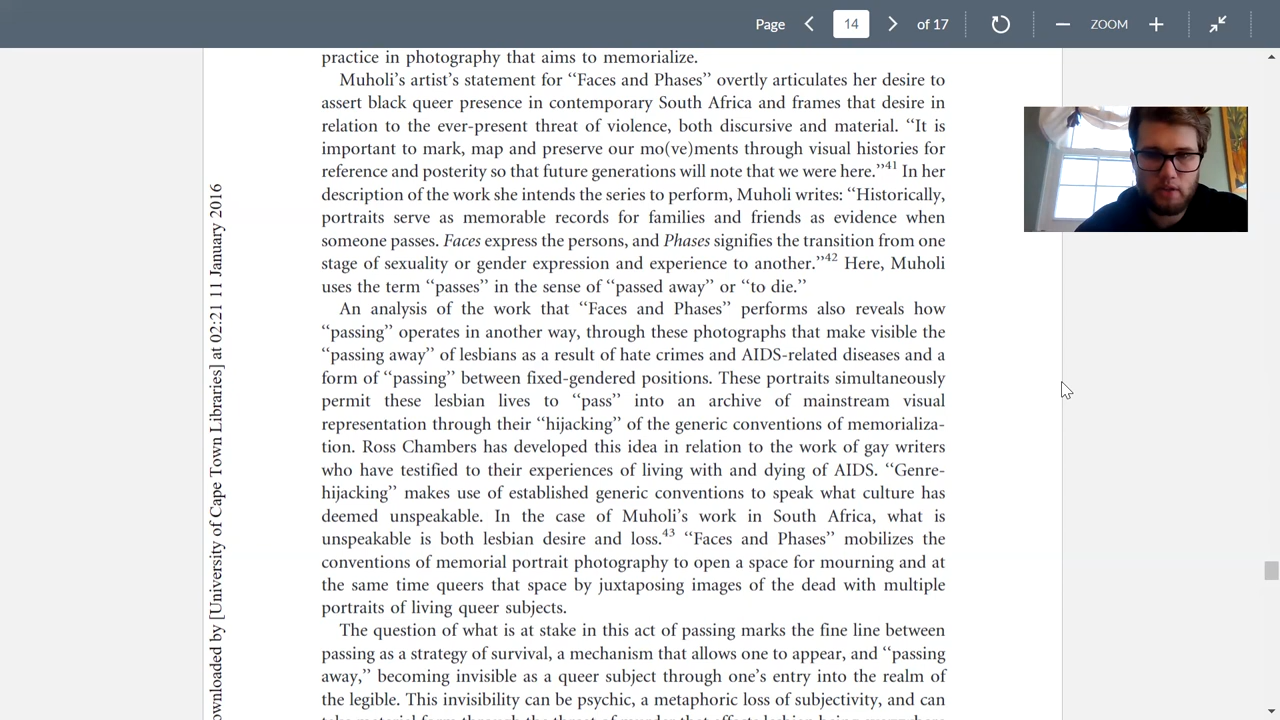 Page
14
of 17
ZOOM
practice in photography that aims to memorialize.
Muholi’s artist’s statement for ‘‘Faces and Phases’’ overtly articulates her desire to
assert black queer presence in contemporary South Africa and frames that desire in
relation to the ever-present threat of violence, both discursive and material. ‘‘It is
important to mark, map and preserve our mo(ve)ments through visual histories for
reference and posterity so that future generations will note that we were here.’’41 In her
description of the work she intends the series to perform, Muholi writes: ‘‘Historically,
portraits serve as memorable records for families and friends as evidence when
someone passes. Faces express the persons, and Phases signifies the transition from one
stage of sexuality or gender expression and experience to another.’’42 Here, Muholi
uses the term ‘‘passes’’ in the sense of ‘‘passed away’’ or ‘‘to die.’’
An analysis of the work that ‘‘Faces and Phases’’ performs also reveals how
‘‘passing’’ operates in another way, through these photographs that make visible the
‘‘passing away’’ of lesbians as a result of hate crimes and AIDS-related diseases and a
form of ‘‘passing’’ between fixed-gendered positions. These portraits simultaneously
permit these lesbian lives to ‘‘pass’’ into an archive of mainstream visual
representation through their ‘‘hijacking’’ of the generic conventions of memorializa-
tion. Ross Chambers has developed this idea in relation to the work of gay writers
who have testified to their experiences of living with and dying of AIDS. ‘‘Genre-
hijacking’’ makes use of established generic conventions to speak what culture has
deemed unspeakable. In the case of Muholi’s work in South Africa, what is
unspeakable is both lesbian desire and loss.43 ‘‘Faces and Phases’’ mobilizes the
conventions of memorial portrait photography to open a space for mourning and at
the same time queers that space by juxtaposing images of the dead with multiple
portraits of living queer subjects.
The question of what is at stake in this act of passing marks the fine line between
passing as a strategy of survival, a mechanism that allows one to appear, and ‘‘passing
away,’’ becoming invisible as a queer subject through one’s entry into the realm of
the legible. This invisibility can be psychic, a metaphoric loss of subjectivity, and can
ownloaded by [University of Cape Town Libraries] at 02:21 11 January 2016